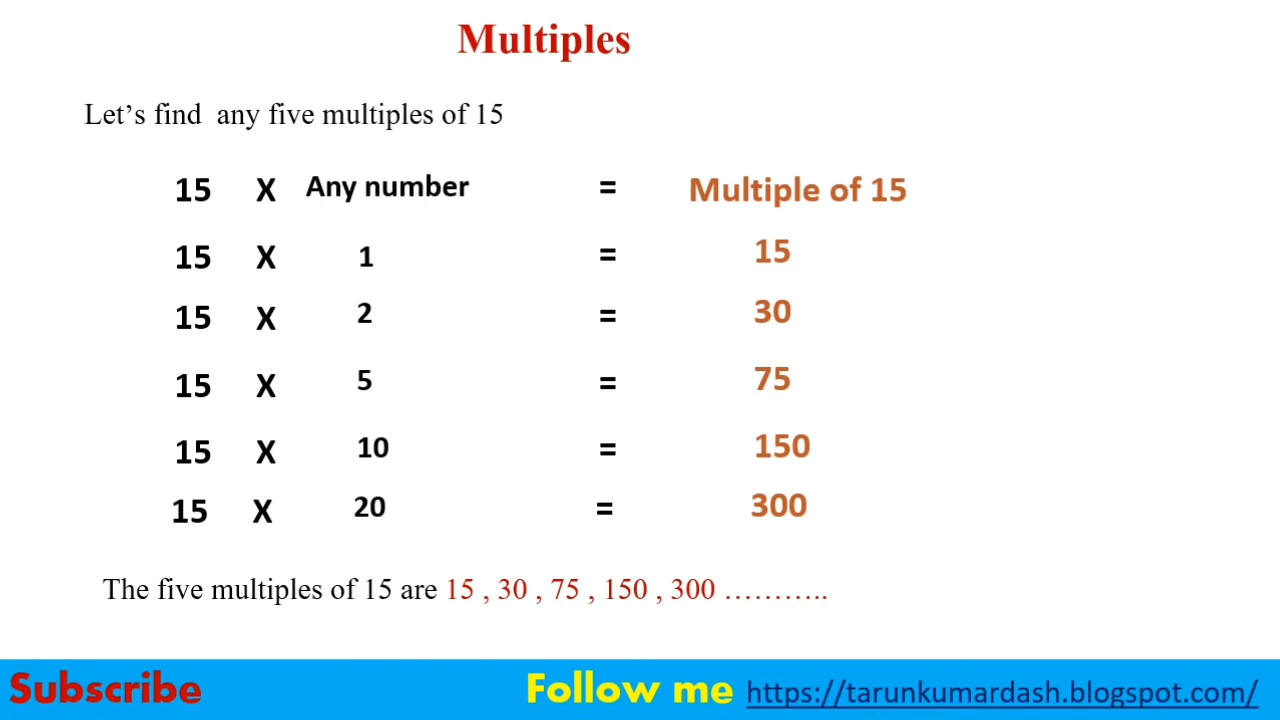 Multiples
Let’s find any five multiples of 15
15 X Any number = Multiple of 15
15 X 1 = 15
15 X 2 = 30
15 X 5 = 75
15 X 10 = 150
15 X 20 = 300
The five multiples of 15 are 15 , 30 , 75 , 150 , 300 ………..
Subscribe Follow me https://tarunkumardash.blogspot.com/